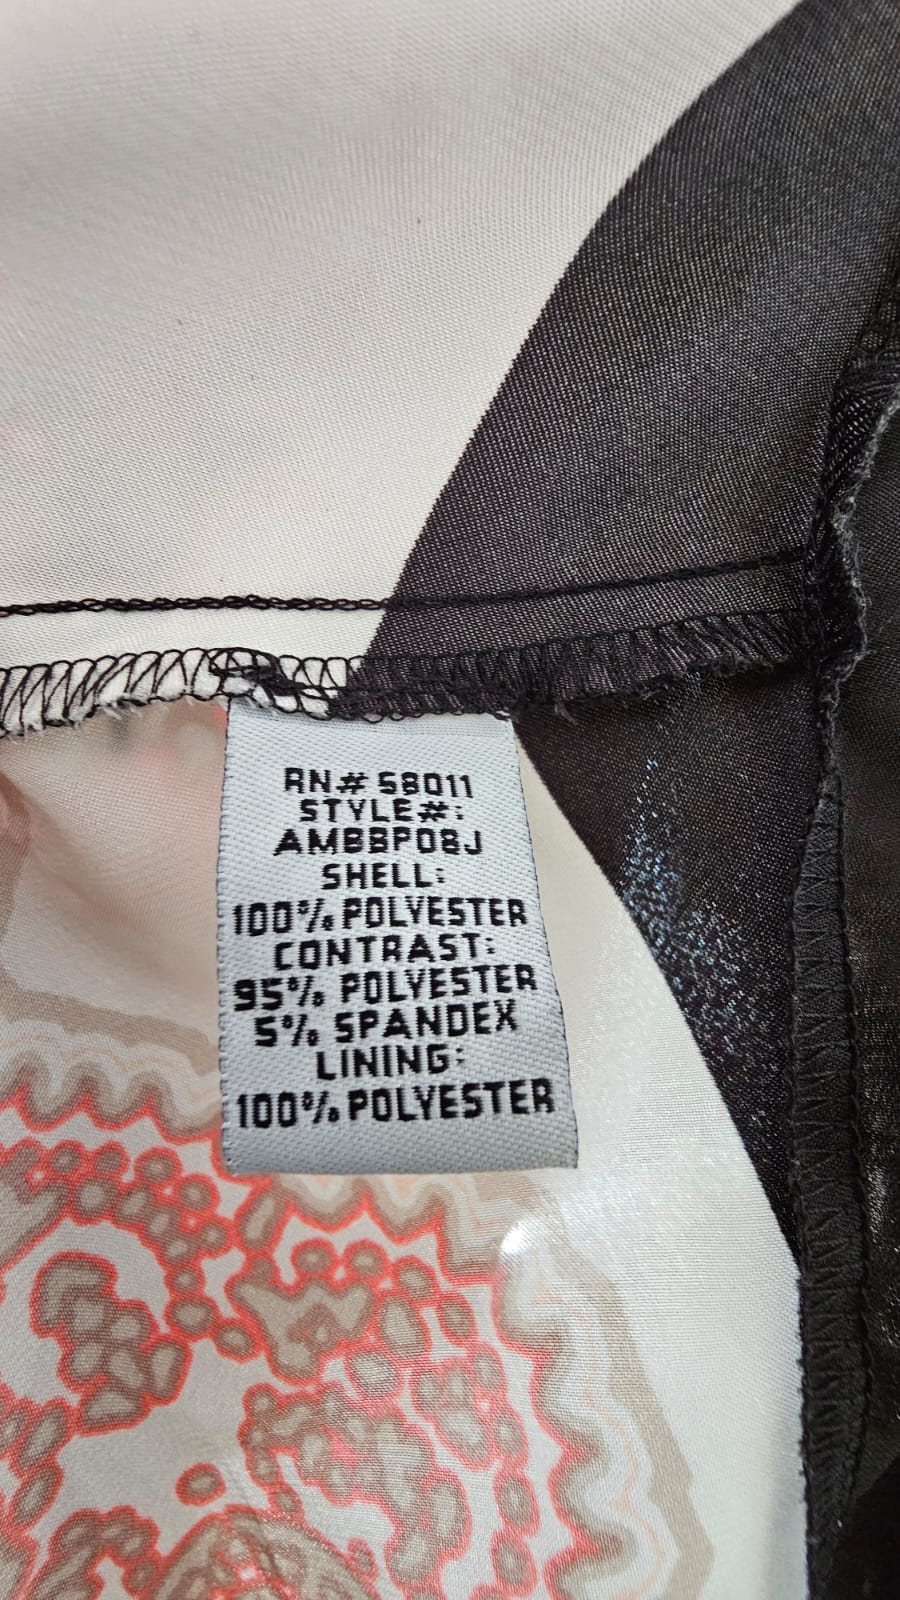 RN# 58011
STYLE#:
AMBBP08J
SHELL:
100% POLYESTER
CONTRAST:
95% POLYESTER
5% SPANDEX
LINING:
100% POLYESTER